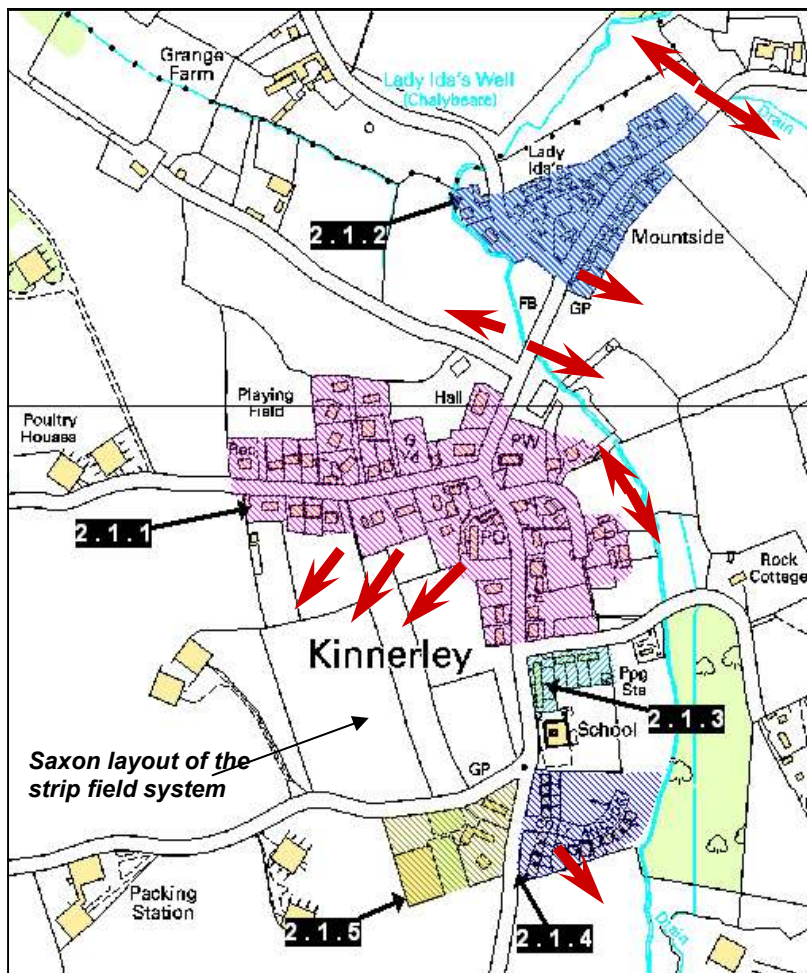 Grange
Farm
Lady Ida's Well
(Chalybeate)
Drain
Lady
Ida's
2.1.2
Mountside
FB
GP
Playing
Field
Hall
Poultry
Houses
PW
2.1.1
PO
Rock
Cottage
Kinnerley
Ppg
Sta
2.1.3
School
Saxon layout of the
strip field system
GP
Packing
Station
2.1.5
2.1.4
Drain